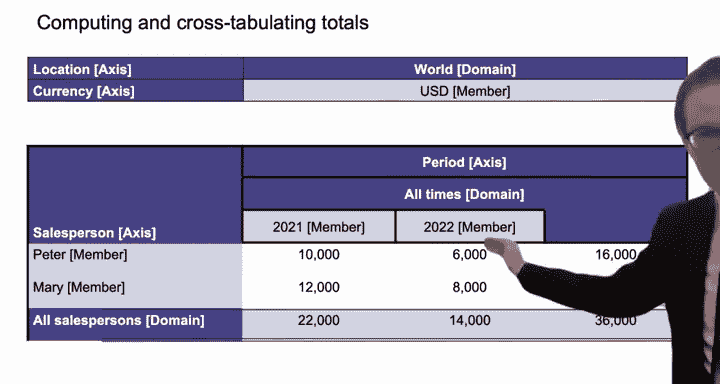 Computing and cross-tabulating totals
Location [Axis] World [Domain]
Currency [Axis] USD [Member]
Period [Axis]
All times [Domain]
Salesperson [Axis] 2021 [Member] 2022 [Member]
Peter [Member] 10,000 6,000 16,000
Mary [Member] 12,000 8,000
All salespersons [Domain] 22,000 14,000 36,000